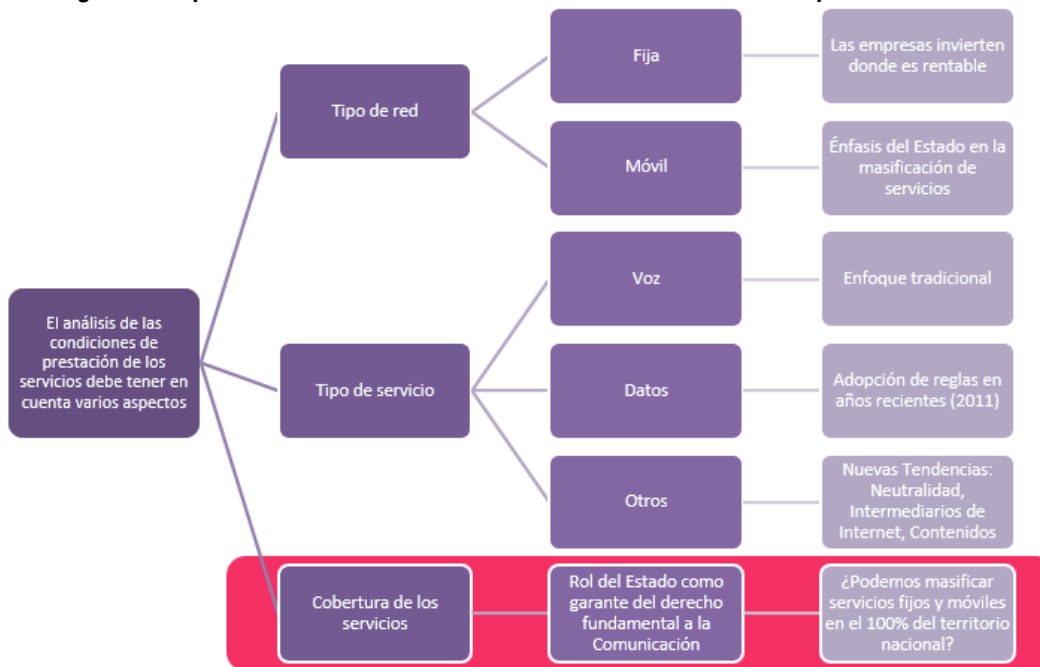 Fija
Las empresas invierten
donde es rentable
Tipo de red
Móvil
Énfasis del Estado en la
masificación de
servicios
El análisis de las
condiciones de
prestación de los
servicios debe tener en
cuenta varios aspectos
Voz
Enfoque tradicional
Tipo de servicio
Datos
Adopción de reglas en
años recientes (2011)
Otros
Nuevas Tendencias:
Neutralidad,
Intermediarios de
Internet, Contenidos
Cobertura de los
servicios
Rol del Estado como
garante del derecho
fundamental a la
Comunicación
¿Podemos masificar
servicios fijos y móviles
en el 100% del territorio
nacional?